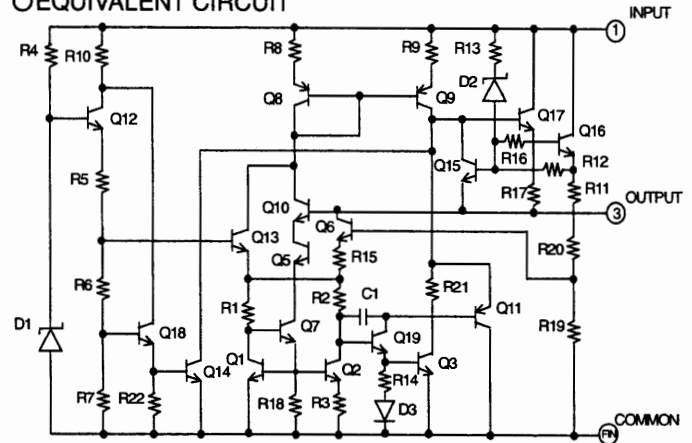 OEQUIVALENT CIRCUIT
INPUT
1
R4
R10
R8
R9
R13
D2
Q12
Q8
Q9
Q17
Q16
R16
Q15
R12
R5
R17
R11
OUTPUT
3
Q10
Q6
Q13
Q5
R15
R20
R6
R1
R2
C1
R21
Q11
R19
D1
Q18
Q7
Q19
Q1
Q2
Q3
Q14
R14
R7
R22
R18
R3
D3
COMMON
FIN